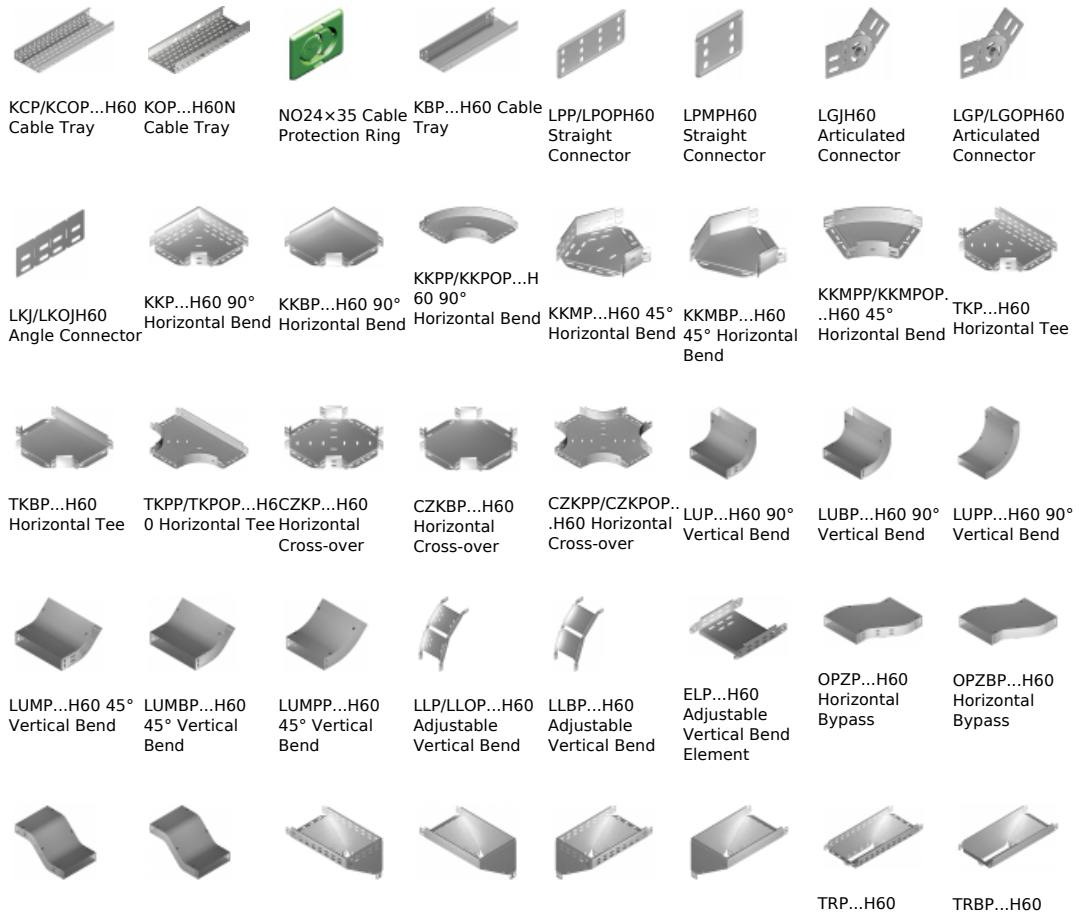 KCP/KCOP...H60
Cable Tray
KOP...H60N
Cable Tray
NO24×35 Cable
Protection Ring
KBP...H60 Cable
Tray
LPP/LPOPH60
Straight
Connector
LPMPH60
Straight
Connector
LGJH60
Articulated
Connector
LGP/LGOPH60
Articulated
Connector
LKJ/LKOJH60
Angle Connector
KKP...H60 90°
Horizontal Bend
KKBP...H60 90°
Horizontal Bend
KKPP/KKPOP...H
60 90°
Horizontal Bend
KKMP...H60 45°
Horizontal Bend
KKMBP...H60
45° Horizontal
Bend
KKMPP/KKMPOP.
..H60 45°
Horizontal Bend
TKP...H60
Horizontal Tee
TKBP...H60
Horizontal Tee
TKPP/TKPOP...H6
0 Horizontal Tee
CZKP...H60
Horizontal
Cross-over
CZKBP...H60
Horizontal
Cross-over
CZKPP/CZKPOP..
.H60 Horizontal
Cross-over
LUP...H60 90°
Vertical Bend
LUBP...H60 90°
Vertical Bend
LUPP...H60 90°
Vertical Bend
LUMP...H60 45°
Vertical Bend
LUMBP...H60
45° Vertical
Bend
LUMPP...H60
45° Vertical
Bend
LLP/LLOP...H60
Adjustable
Vertical Bend
LLBP...H60
Adjustable
Vertical Bend
ELP...H60
Adjustable
Vertical Bend
Element
OPZP...H60
Horizontal
Bypass
OPZBP...H60
Horizontal
Bypass
TRP...H60
TRBP...H60